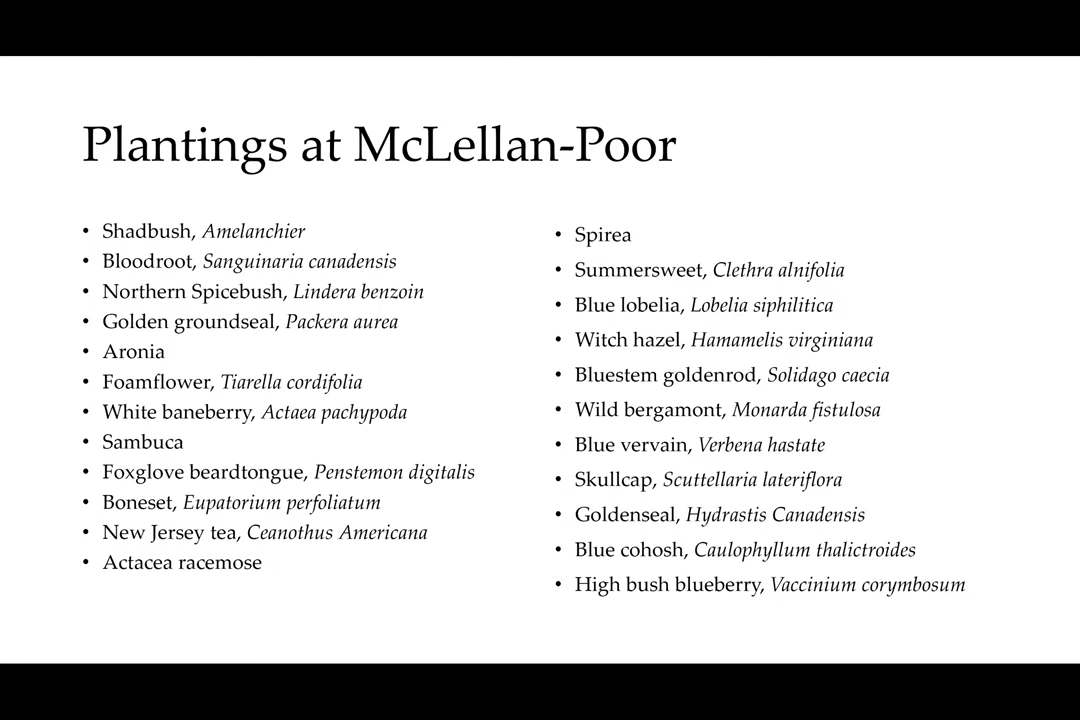 Plantings at McLellan-Poor
• Shadbush, Amelanchier
• Bloodroot, Sanguinaria canadensis
• Northern Spicebush, Lindera benzoin
• Golden groundseal, Packera aurea
• Aronia
• Foamflower, Tiarella cordifolia
• White baneberry, Actaea pachypoda
• Sambuca
• Foxglove beardtongue, Penstemon digitalis
• Boneset, Eupatorium perfoliatum
• New Jersey tea, Ceanothus Americana
• Actacea racemose
• Spirea
• Summersweet, Clethra alnifolia
• Blue lobelia, Lobelia siphilitica
• Witch hazel, Hamamelis virginiana
• Bluestem goldenrod, Solidago caecia
• Wild bergamont, Monarda fistulosa
• Blue vervain, Verbena hastate
• Skullcap, Scuttellaria lateriflora
• Goldenseal, Hydrastis Canadensis
• Blue cohosh, Caulophyllum thalictroides
• High bush blueberry, Vaccinium corymbosum